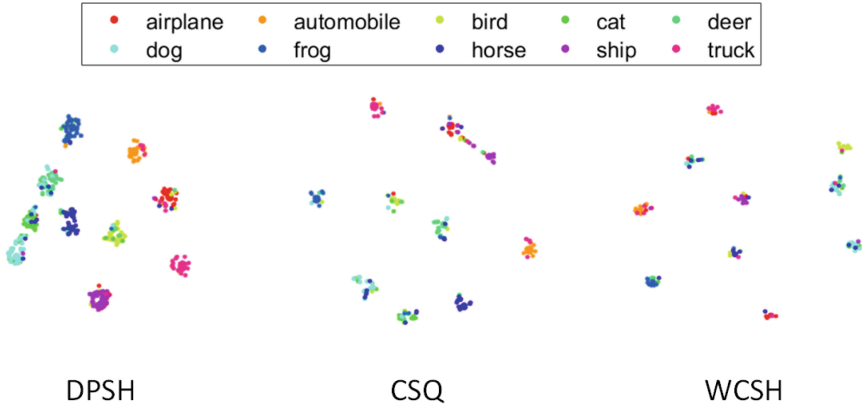 airplane automobile bird cat deer
dog frog horse ship truck
DPSH CSQ WCSH